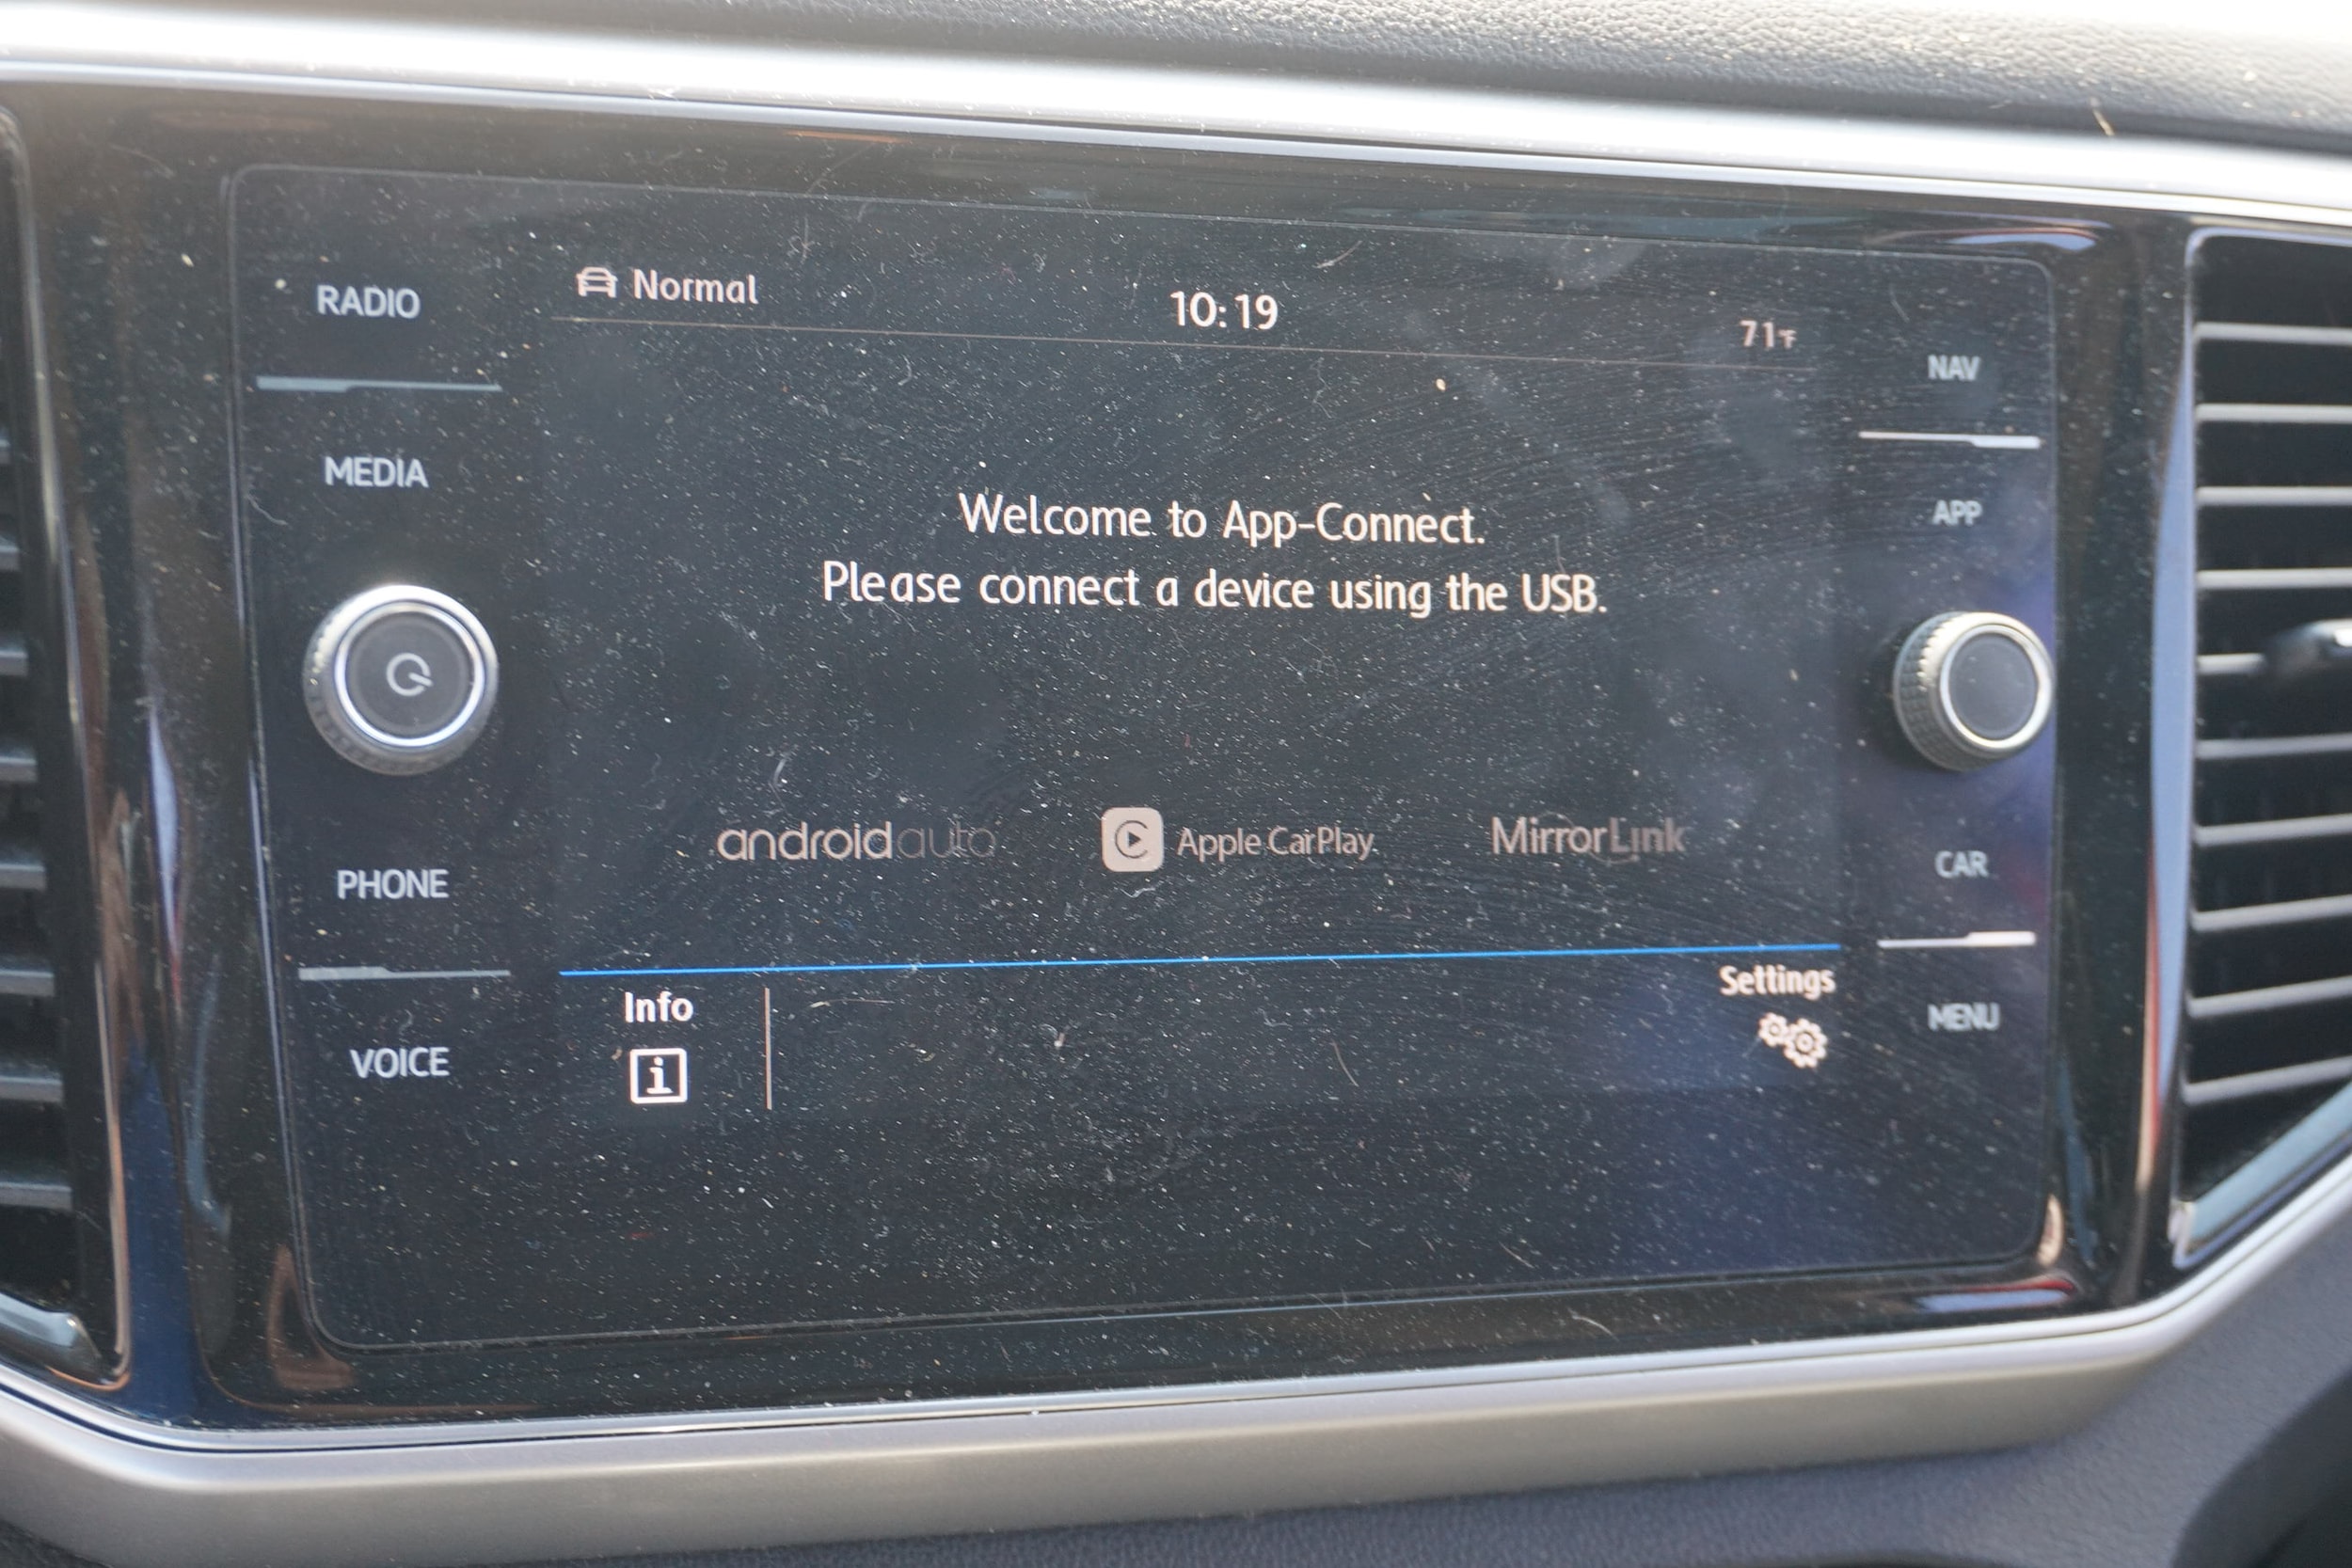 RADIO
MEDIA
PHONE
VOICE
Normal
10:19
71°F
Welcome to App-Connect.
Please connect a device using the USB.
androidauto
Apple CarPlay
MirrorLink
Info
Settings
NAV
APP
CAR
MENU